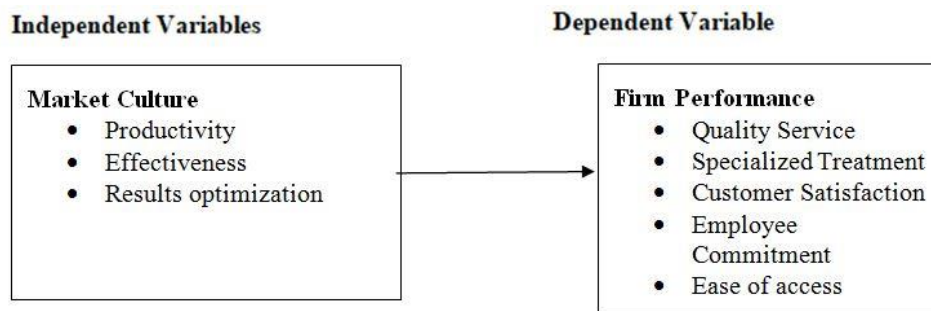 Independent Variables
Dependent Variable
Market Culture
• Productivity
• Effectiveness
• Results optimization
Firm Performance
• Quality Service
• Specialized Treatment
• Customer Satisfaction
• Employee
Commitment
• Ease of access